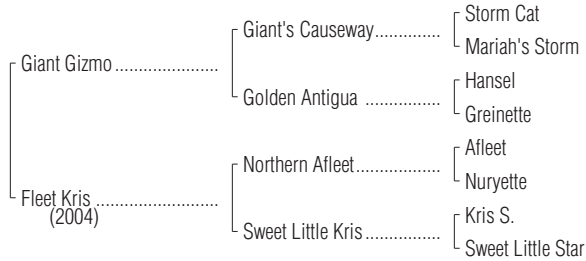 Storm Cat
Giant's Causeway..............
Mariah's Storm
Giant Gizmo......................
Hansel
Golden Antigua ................
Greinette
Afleet
Northern Afleet..................
Nuryette
Fleet Kris ..........................
(2004)
Kris S.
Sweet Little Kris ................
Sweet Little Star